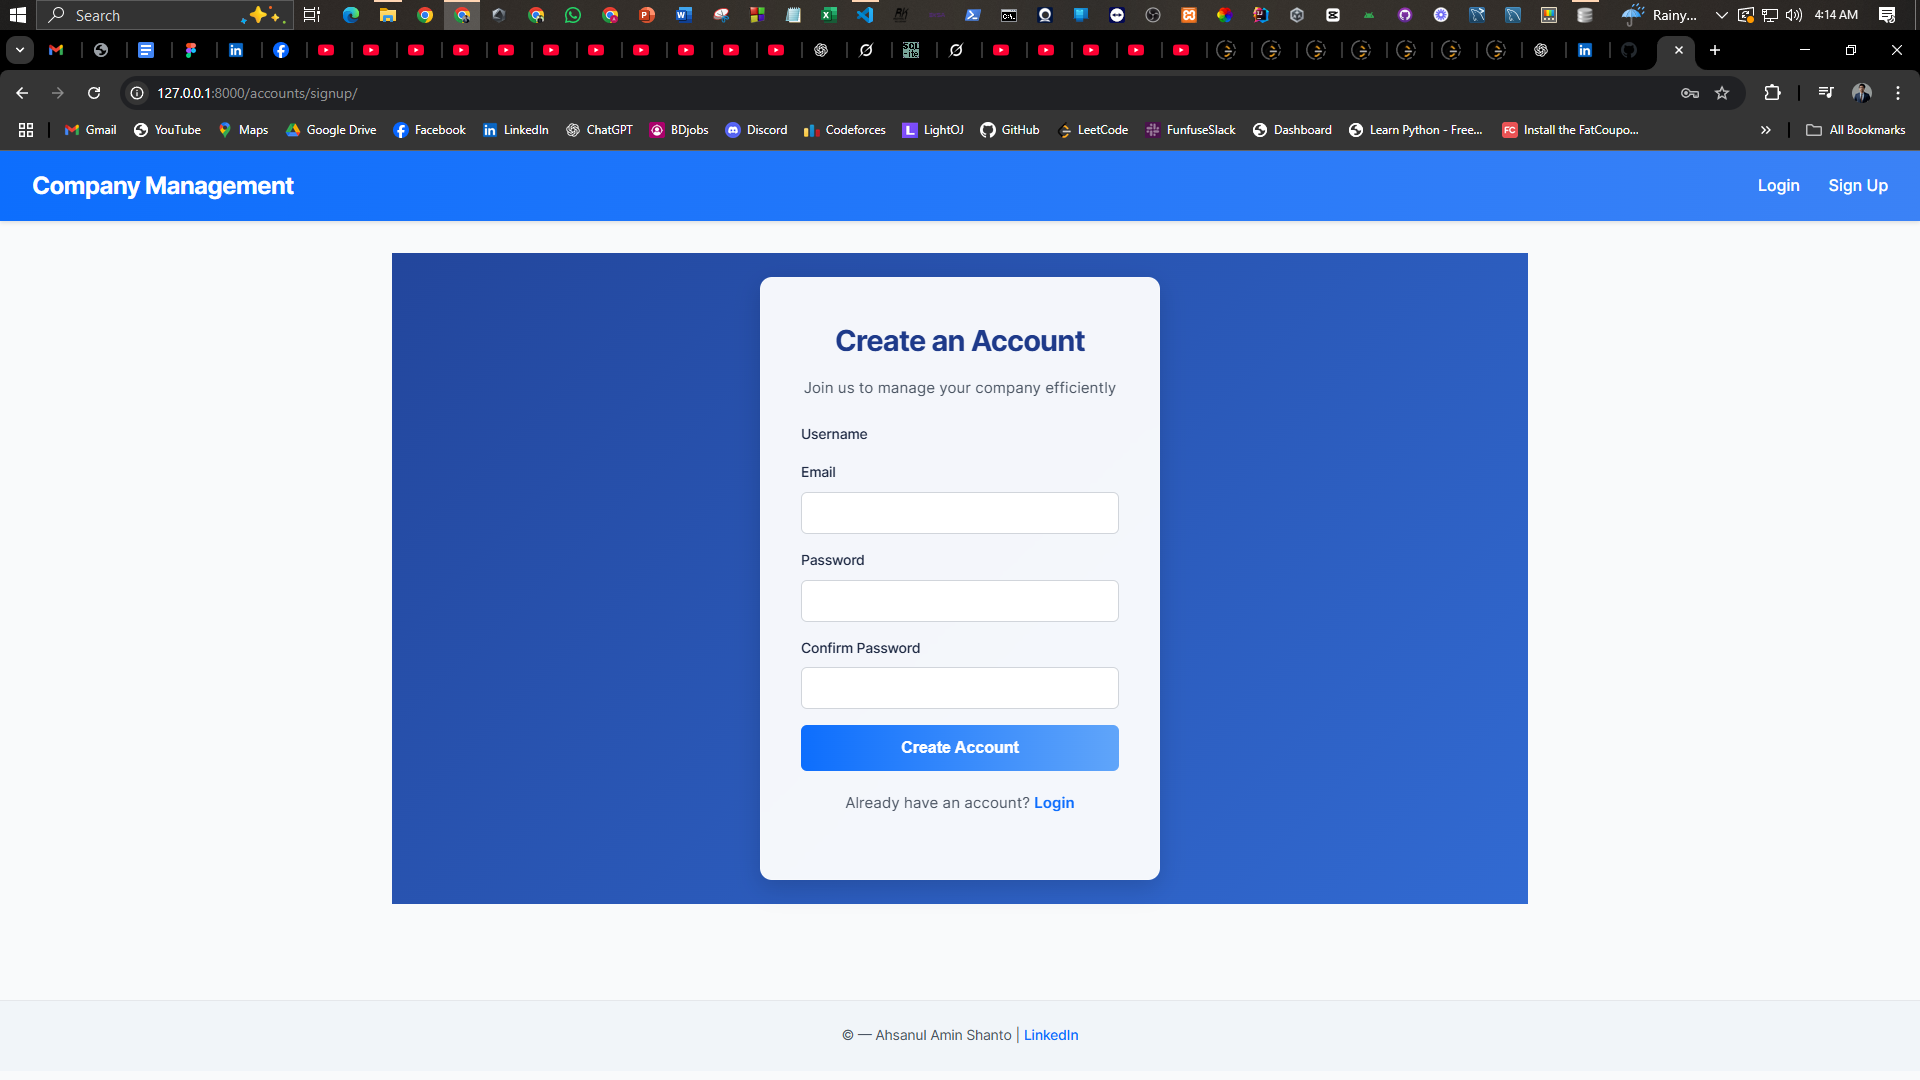 Search
Rainy...
4:14 AM
127.0.0.1:8000/accounts/signup/
Gmail YouTube Maps Google Drive Facebook LinkedIn ChatGPT BDjobs Discord Codeforces LightOJ GitHub LeetCode FunfuseSlack Dashboard Learn Python - Free... Install the FatCoupo... » All Bookmarks
Company Management
Login Sign Up
Create an Account
Join us to manage your company efficiently
Username
Email
Password
Confirm Password
Create Account
Already have an account? Login
© — Ahsanul Amin Shanto | LinkedIn